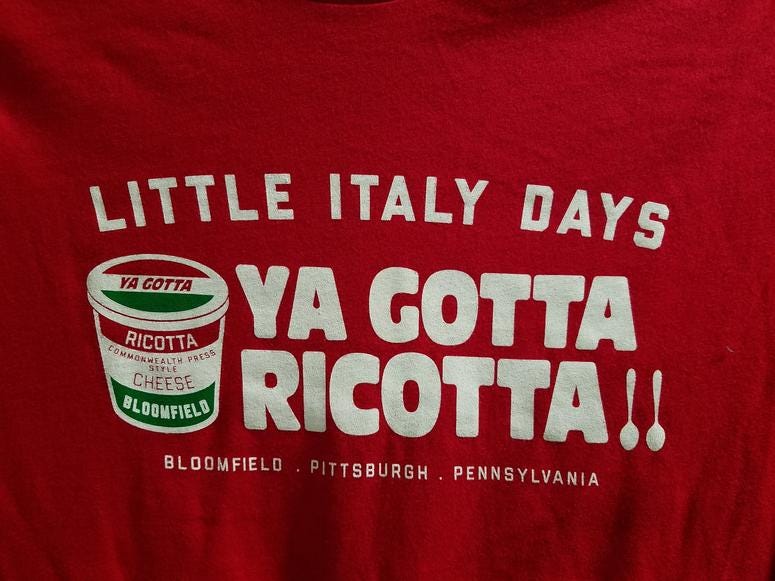 LITTLE ITALY DAYS
YA GOTTA
RICOTTA
COMMONWEALTH PRESS
STYLE
CHEESE
BLOOMFIELD
YA GOTTA
RICOTTA!!
BLOOMFIELD . PITTSBURGH . PENNSYLVANIA